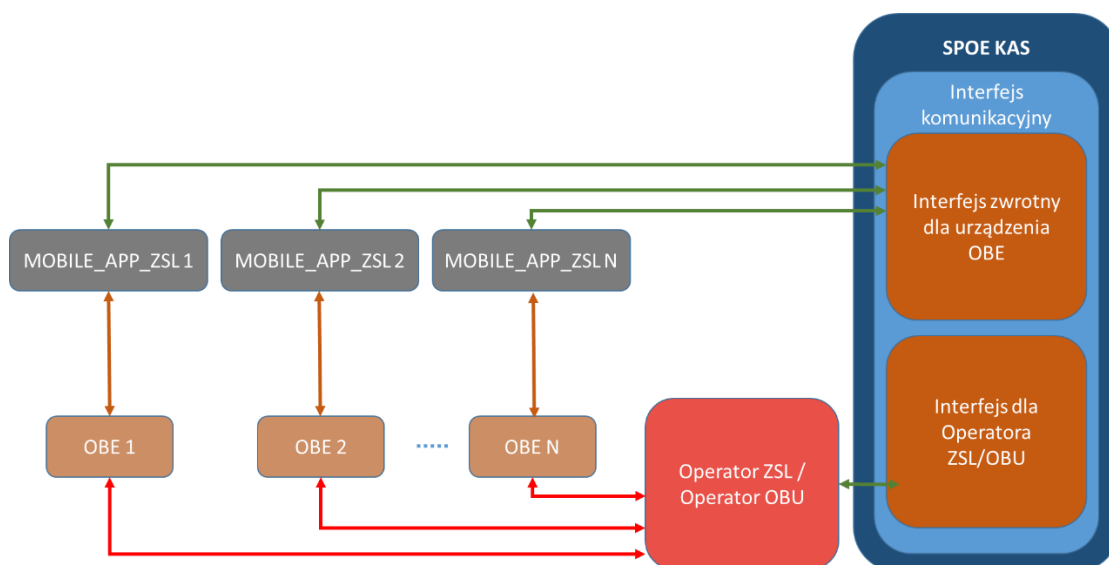 SPOE KAS
Interfejs
komunikacyjny
Interfejs zwrotny
dla urządzenia
OBE
MOBILE_APP_ZSL 1
MOBILE_APP_ZSL 2
MOBILE_APP_ZSL N
OBE 1
OBE 2
.....
OBE N
Operator ZSL /
Operator OBU
Interfejs dla
Operatora
ZSL/OBU